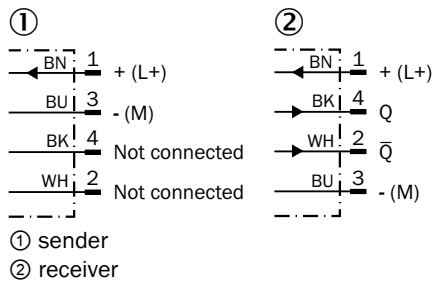 ① ②
BN 1 + (L+)
BU 3 - (M)
BK 4 Not connected
WH 2 Not connected
BN 1 + (L+)
BK 4 Q
WH 2 Q̅
BU 3 - (M)
① sender
② receiver